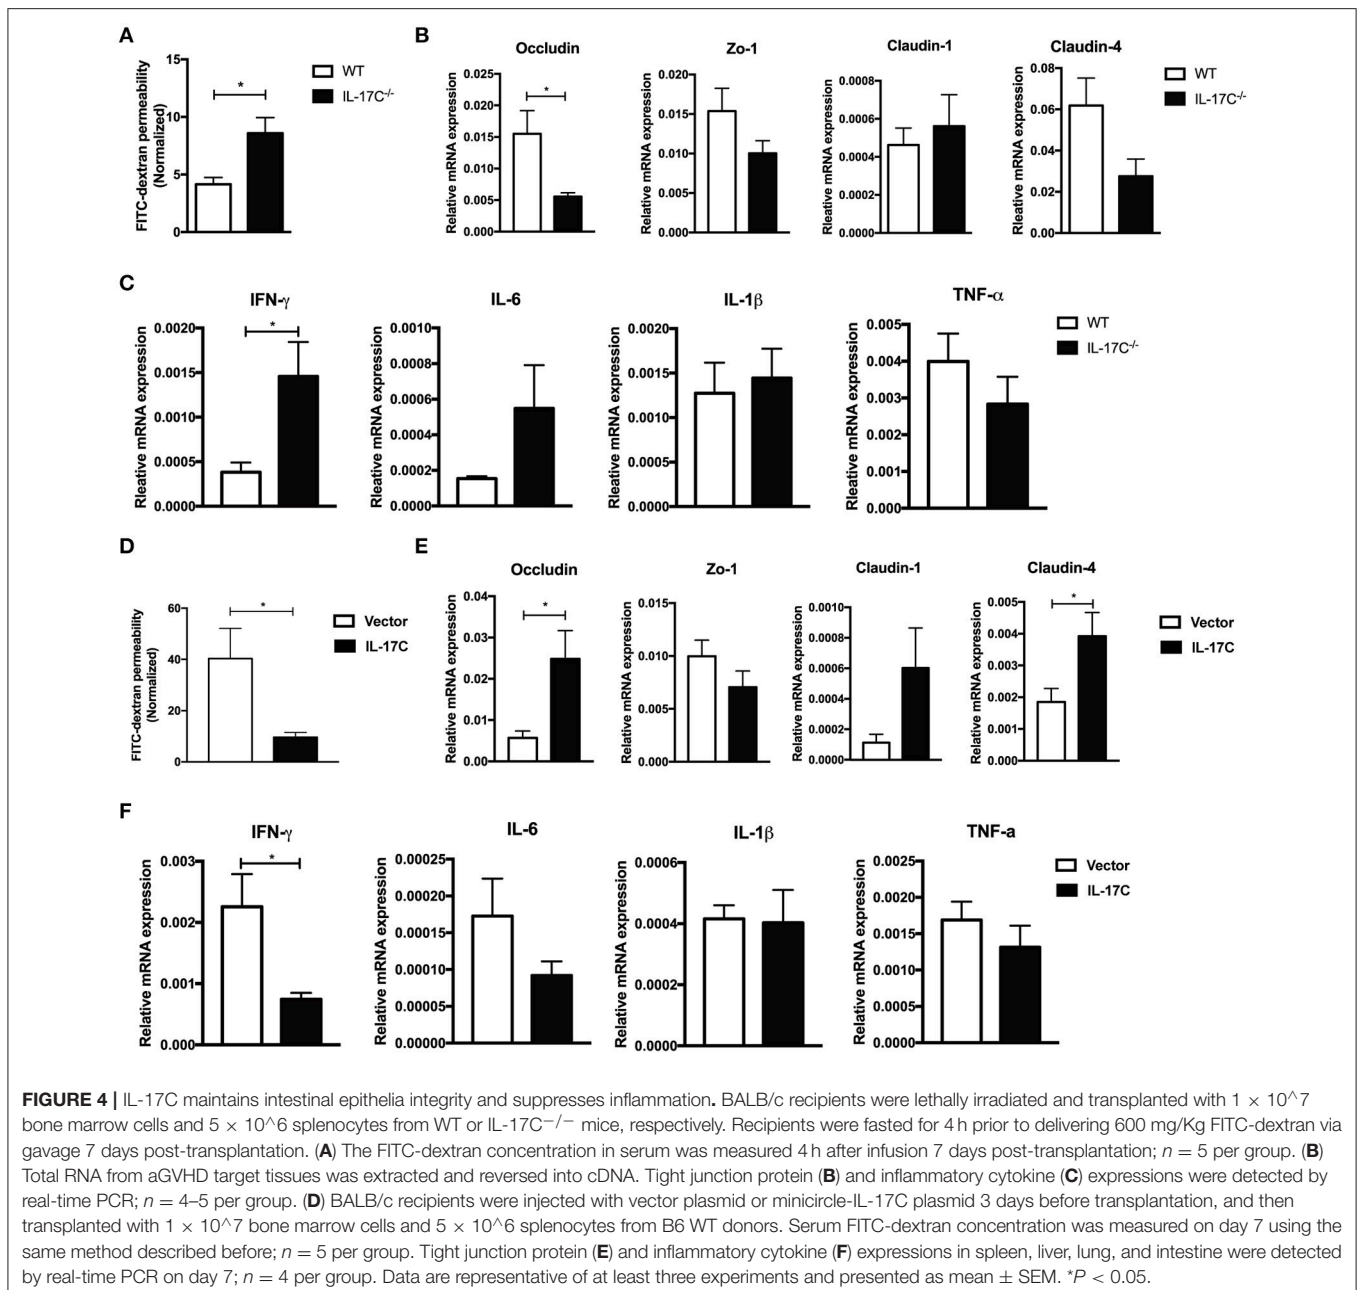 A
FITC-dextran permeability
(Normalized)
15
10
5
0
*
WT
IL-17C-/-
B
Occludin
Relative mRNA expression
0.025
0.020
0.015
0.010
0.005
0.000
*
Zo-1
Relative mRNA expression
0.020
0.015
0.010
0.005
0.000
Claudin-1
Rleative mRNA expression
0.0008
0.0006
0.0004
0.0002
0.0000
Claudin-4
Rleative mRNA expression
0.08
0.06
0.04
0.02
0.00
WT
IL-17C-/-
C
IFN-γ
Rleative mRNA expression
0.0020
0.0015
0.0010
0.0005
0.0000
*
IL-6
Rleative mRNA expression
0.0010
0.0008
0.0006
0.0004
0.0002
0.0000
IL-1β
Rleative mRNA expression
0.0020
0.0015
0.0010
0.0005
0.0000
TNF-α
Rleative mRNA expression
0.005
0.004
0.003
0.002
0.001
0.000
WT
IL-17C-/-
D
FITC-dextran permeability
(Normalized)
60
40
20
0
*
Vector
IL-17C
E
Occludin
Relative mRNA expression
0.04
0.03
0.02
0.01
0.00
*
Zo-1
Relative mRNA expression
0.015
0.010
0.005
0.000
Claudin-1
Relative mRNA expression
0.0010
0.0008
0.0006
0.0004
0.0002
0.0000
Claudin-4
Relative mRNA expression
0.005
0.004
0.003
0.002
0.001
0.000
*
Vector
IL-17C
F
IFN-γ
Relative mRNA expression
0.003
0.002
0.001
0.000
*
IL-6
Relative mRNA expression
0.00025
0.00020
0.00015
0.00010
0.00005
0.00000
IL-1β
Relative mRNA expression
0.0006
0.0004
0.0002
0.0000
TNF-a
Relative mRNA expression
0.0025
0.0020
0.0015
0.0010
0.0005
0.0000
Vector
IL-17C
FIGURE 4 | IL-17C maintains intestinal epithelia integrity and suppresses inflammation. BALB/c recipients were lethally irradiated and transplanted with 1 × 10^7
bone marrow cells and 5 × 10^6 splenocytes from WT or IL-17C−/− mice, respectively. Recipients were fasted for 4 h prior to delivering 600 mg/Kg FITC-dextran via
gavage 7 days post-transplantation. (A) The FITC-dextran concentration in serum was measured 4 h after infusion 7 days post-transplantation; n = 5 per group. (B)
Total RNA from aGVHD target tissues was extracted and reversed into cDNA. Tight junction protein (B) and inflammatory cytokine (C) expressions were detected by
real-time PCR; n = 4–5 per group. (D) BALB/c recipients were injected with vector plasmid or minicircle-IL-17C plasmid 3 days before transplantation, and then
transplanted with 1 × 10^7 bone marrow cells and 5 × 10^6 splenocytes from B6 WT donors. Serum FITC-dextran concentration was measured on day 7 using the
same method described before; n = 5 per group. Tight junction protein (E) and inflammatory cytokine (F) expressions in spleen, liver, lung, and intestine were detected
by real-time PCR on day 7; n = 4 per group. Data are representative of at least three experiments and presented as mean ± SEM. *P < 0.05.